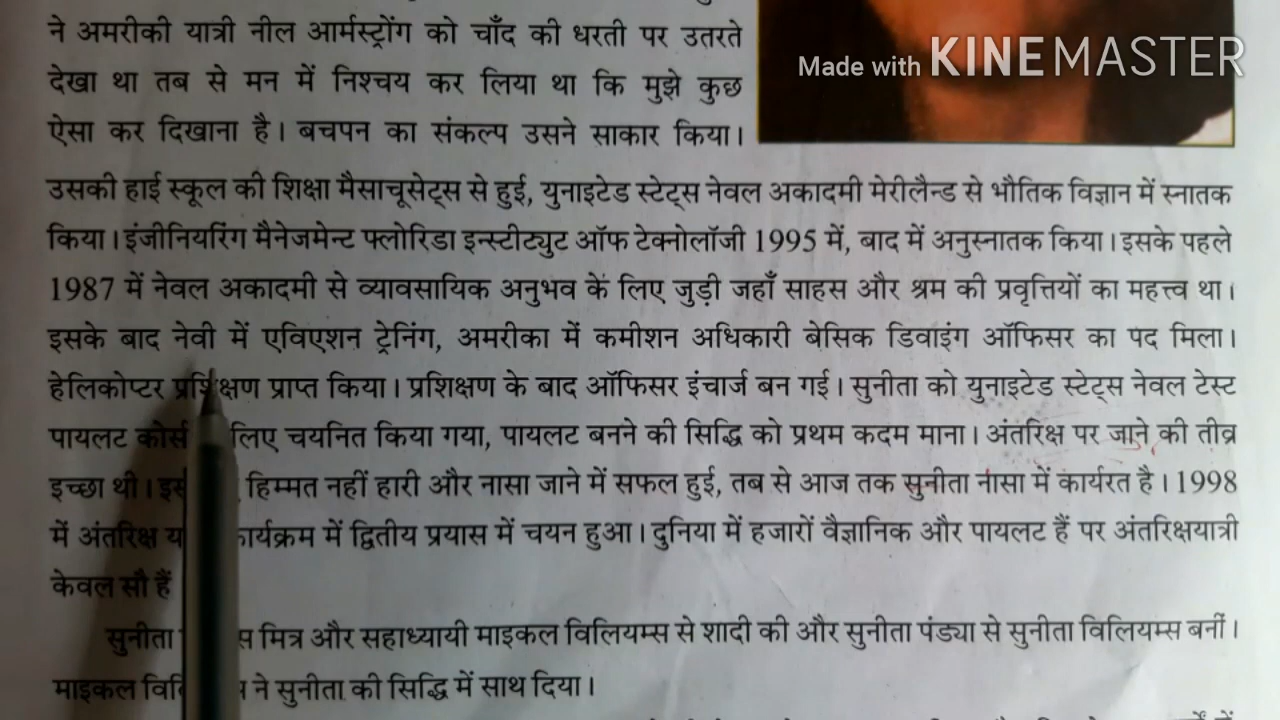 ने अमरीकी यात्री नील आर्मस्ट्रोंग को चाँद की धरती पर उतरते
Made with KINEMASTER
देखा था तब से मन में निश्चय कर लिया था कि मुझे कुछ
ऐसा कर दिखाना है। बचपन का संकल्प उसने साकार किया।
उसकी हाई स्कूल की शिक्षा मैसाचूसेट्स से हुई, युनाइटेड स्टेट्स नेवल अकादमी मेरीलैन्ड से भौतिक विज्ञान में स्नातक
किया। इंजीनियरिंग मैनेजमेन्ट फ्लोरिडा इन्स्टीट्युट ऑफ टेक्नोलॉजी 1995 में, बाद में अनुस्नातक किया। इसके पहले
1987 में नेवल अकादमी से व्यावसायिक अनुभव के लिए जुड़ी जहाँ साहस और श्रम की प्रवृत्तियों का महत्त्व था।
इसके बाद नेवी में एविएशन ट्रेनिंग, अमरीका में कमीशन अधिकारी बेसिक डिवाइंग ऑफिसर का पद मिला।
हेलिकोप्टर प्रशिक्षण प्राप्त किया। प्रशिक्षण के बाद ऑफिसर इंचार्ज बन गई। सुनीता को युनाइटेड स्टेट्स नेवल टेस्ट
पायलट कोर्स लिए चयनित किया गया, पायलट बनने की सिद्धि को प्रथम कदम माना। अंतरिक्ष पर जाने की तीव्र
इच्छा थी। हिम्मत नहीं हारी और नासा जाने में सफल हुई, तब से आज तक सुनीता नासा में कार्यरत है। 1998
में अंतरिक्ष कार्यक्रम में द्वितीय प्रयास में चयन हुआ। दुनिया में हजारों वैज्ञानिक और पायलट हैं पर अंतरिक्षयात्री
केवल सौ हैं
सुनीता मित्र और सहाध्यायी माइकल विलियम्स से शादी की और सुनीता पंड्या से सुनीता विलियम्स बनीं।
माइकल ने सुनीता की सिद्धि में साथ दिया।